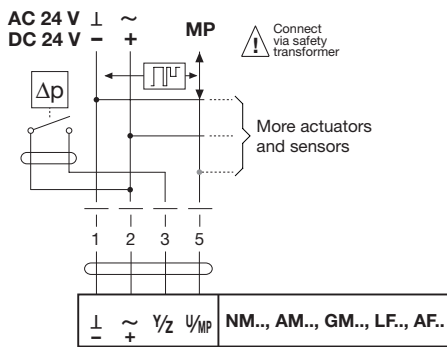 AC 24 V ⊥ ~
DC 24 V − +
MP
Connect
via safety
transformer
Δp
More actuators
and sensors
1 2 3 5
⊥ ~ Y/Z U/MP NM.., AM.., GM.., LF.., AF..
− +